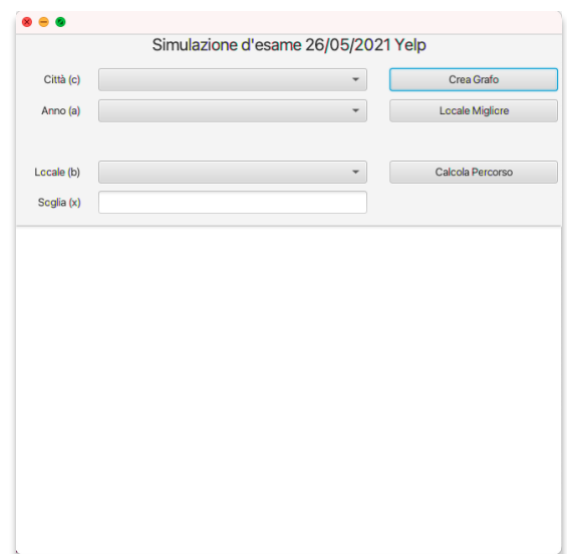 Simulazione d'esame 26/05/2021 Yelp
Città (c) Crea Grafo
Anno (a) Locale Migliore
Locale (b) Calcola Percorso
Soglia (x)